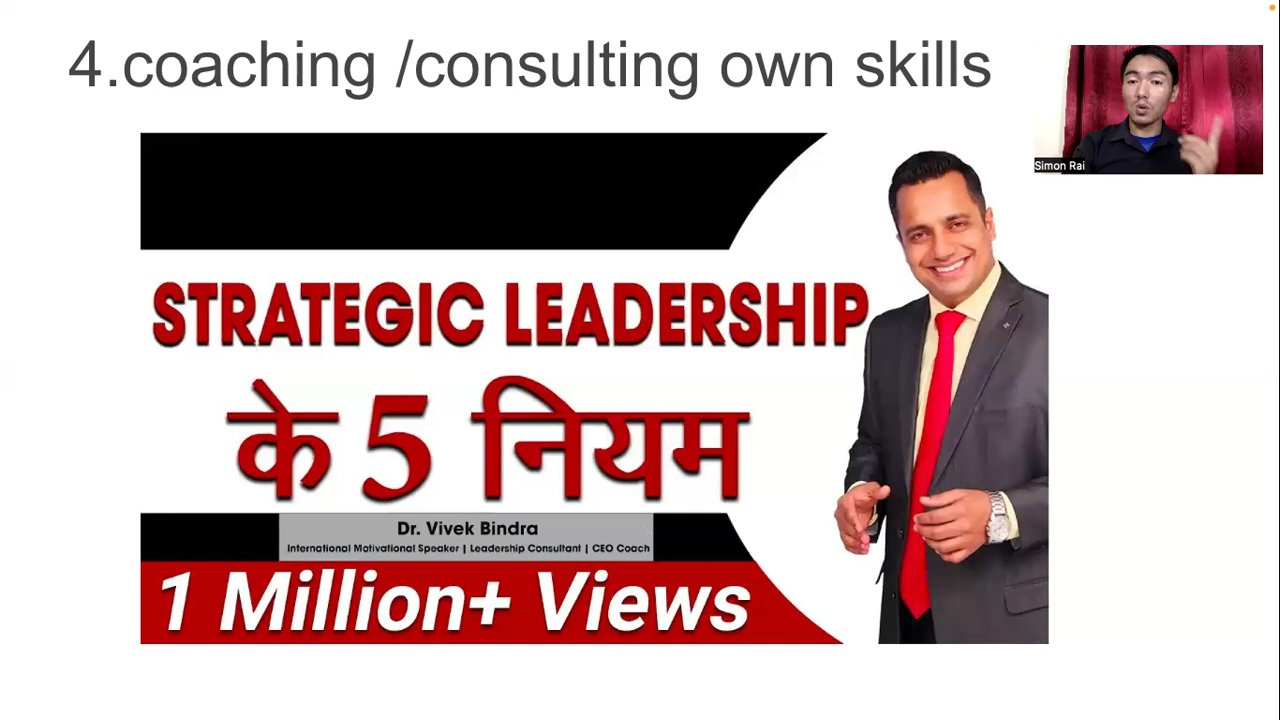 4.coaching /consulting own skills
Simon Rai
STRATEGIC LEADERSHIP
के 5 नियम
Dr. Vivek Bindra
International Motivational Speaker | Leadership Consultant | CEO Coach
1 Million+ Views